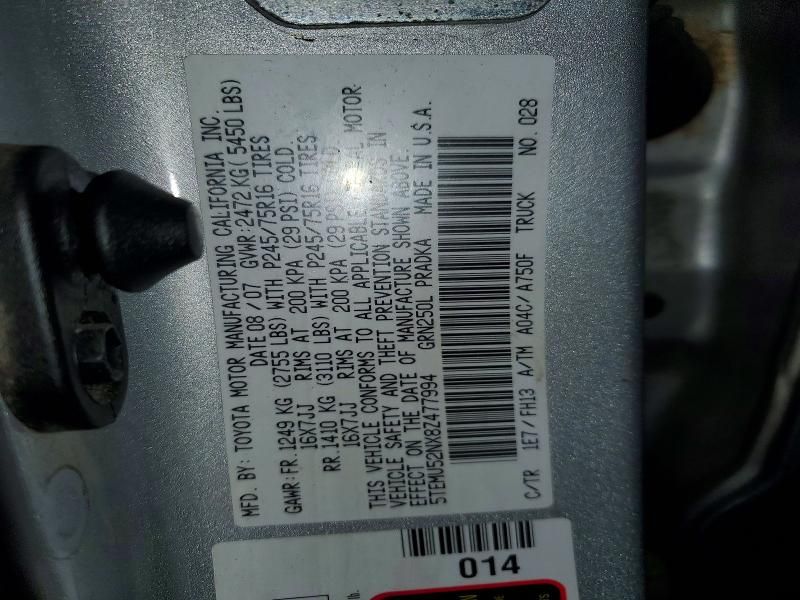 MFD. BY: TOYOTA MOTOR MANUFACTURING CALIFORNIA INC.
DATE 08 / 07 GVWR: 2472 KG ( 5450 LBS)
GAWR: FR. 1249 KG (2755 LBS) WITH P245/75R16 TIRES
16X7JJ RIMS AT 200 KPA (29 PSI) COLD.
RR. 1410 KG (3110 LBS) WITH P245/75R16 TIRES
16X7JJ RIMS AT 200 KPA (29 PSI)
THIS VEHICLE CONFORMS TO ALL APPLICABLE MOTOR
VEHICLE SAFETY AND THEFT PREVENTION STANDARDS IN
EFFECT ON THE DATE OF MANUFACTURE SHOWN ABOVE.
5TEMU52NX8Z477994 GRN250L PRADKA MADE IN U.S.A.
C/TR 1E7/FH13 A/TM A04C/A750F TRUCK NO. 028
014